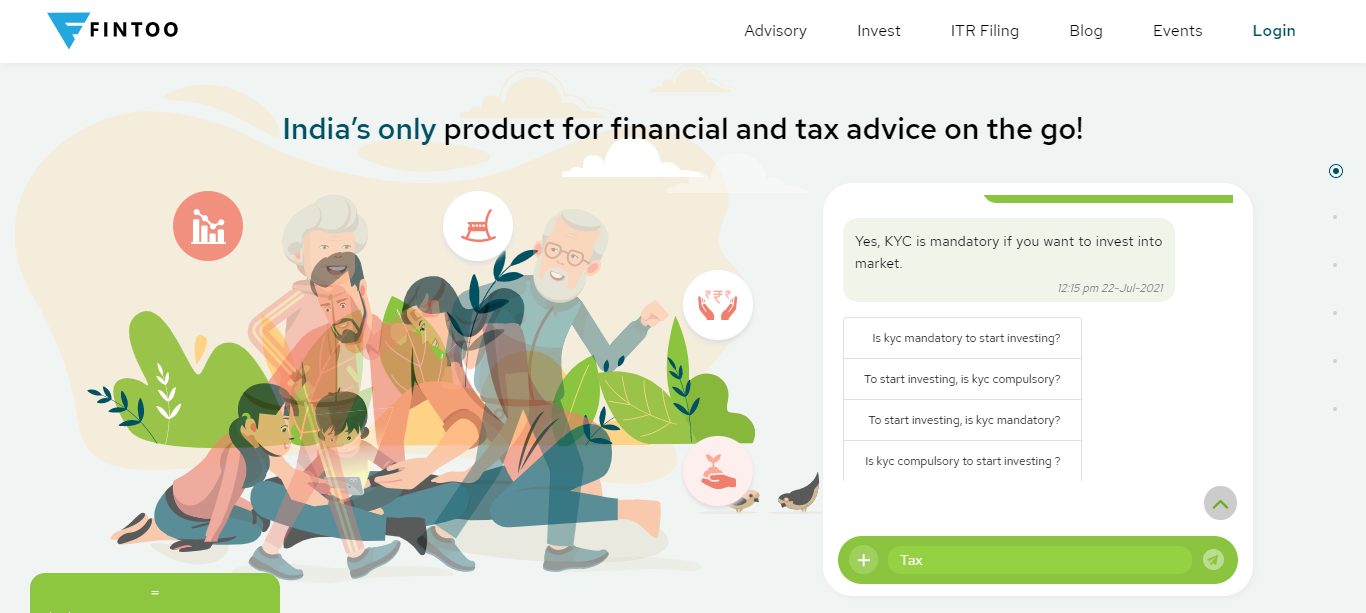 FINTOO
Advisory
Invest
ITR Filing
Blog
Events
Login
India's only product for financial and tax advice on the go!
Yes, KYC is mandatory if you want to invest into
market.
12:15 pm 22-Jul-2021
Is kyc mandatory to start investing?
To start investing, is kyc compulsory?
To start investing, is kyc mandatory?
Is kyc compulsory to start investing ?
Tax